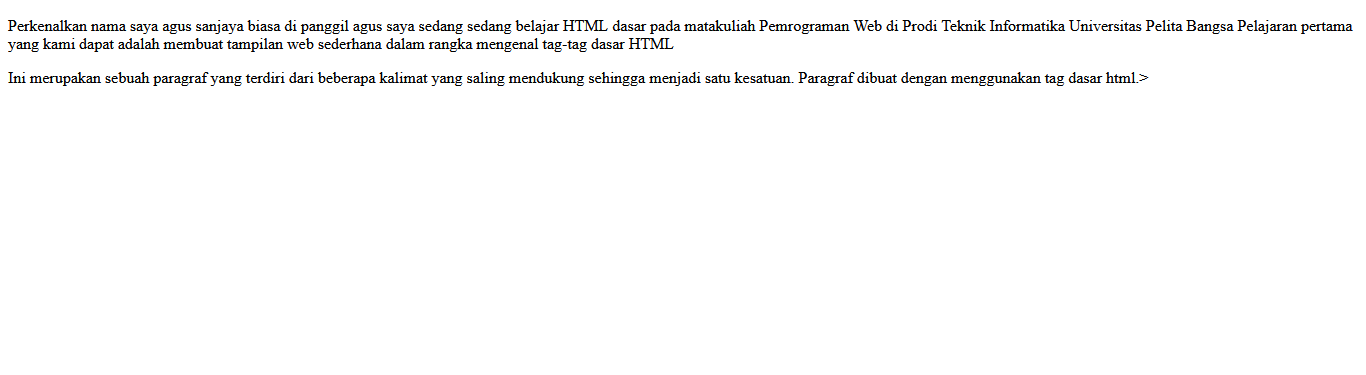 Perkenalkan nama saya agus sanjaya biasa di panggil agus saya sedang sedang belajar HTML dasar pada matakuliah Pemrograman Web di Prodi Teknik Informatika Universitas Pelita Bangsa Pelajaran pertama
yang kami dapat adalah membuat tampilan web sederhana dalam rangka mengenal tag-tag dasar HTML
Ini merupakan sebuah paragraf yang terdiri dari beberapa kalimat yang saling mendukung sehingga menjadi satu kesatuan. Paragraf dibuat dengan menggunakan tag dasar html.>